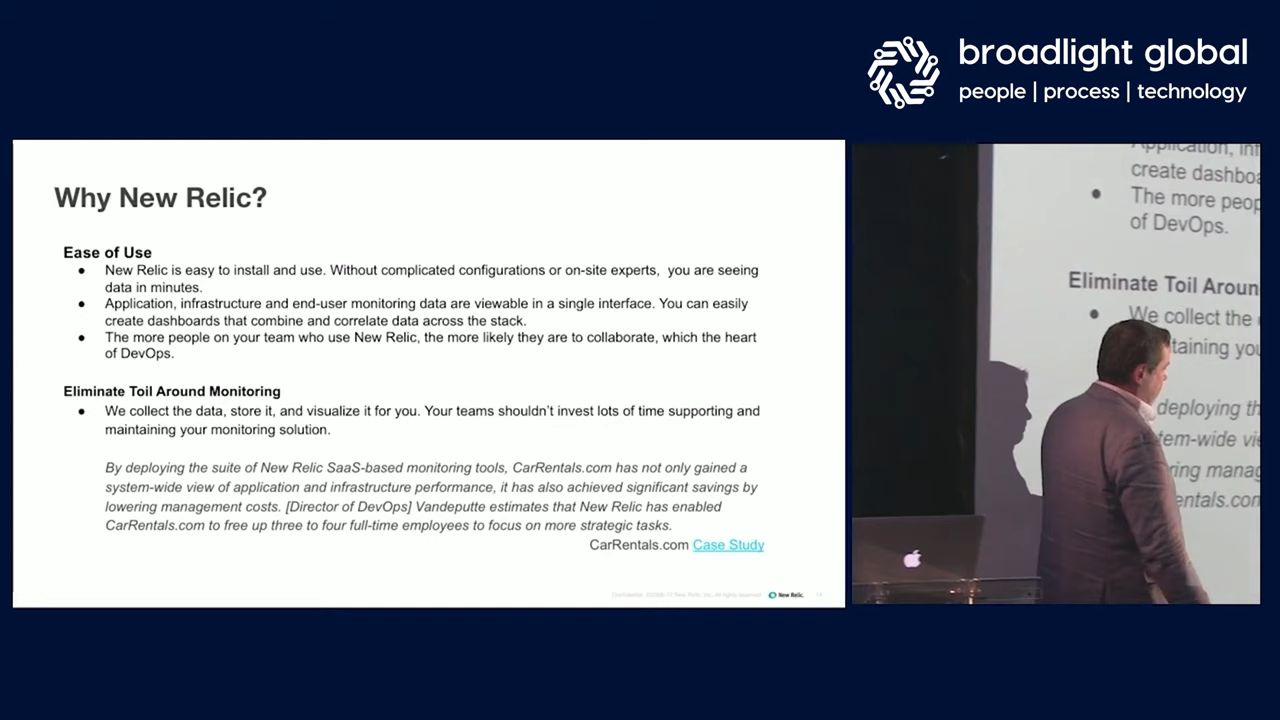 broadlight global
people | process | technology
Why New Relic?
Ease of Use
● New Relic is easy to install and use. Without complicated configurations or on-site experts,  you are seeing
data in minutes.
● Application, infrastructure and end-user monitoring data are viewable in a single interface. You can easily
create dashboards that combine and correlate data across the stack.
● The more people on your team who use New Relic, the more likely they are to collaborate, which the heart
of DevOps.
Eliminate Toil Around Monitoring
● We collect the data, store it, and visualize it for you. Your teams shouldn't invest lots of time supporting and
maintaining your monitoring solution.
By deploying the suite of New Relic SaaS-based monitoring tools, CarRentals.com has not only gained a
system-wide view of application and infrastructure performance, it has also achieved significant savings by
lowering management costs. [Director of DevOps] Vandeputte estimates that New Relic has enabled
CarRentals.com to free up three to four full-time employees to focus on more strategic tasks.
CarRentals.com Case Study
New Relic.
Application, inf
create dashboa
● The more peop
of DevOps.
Eliminate Toil Aroun
● We collect the
taining you
deploying th
tem-wide vie
ring manag
entals.com